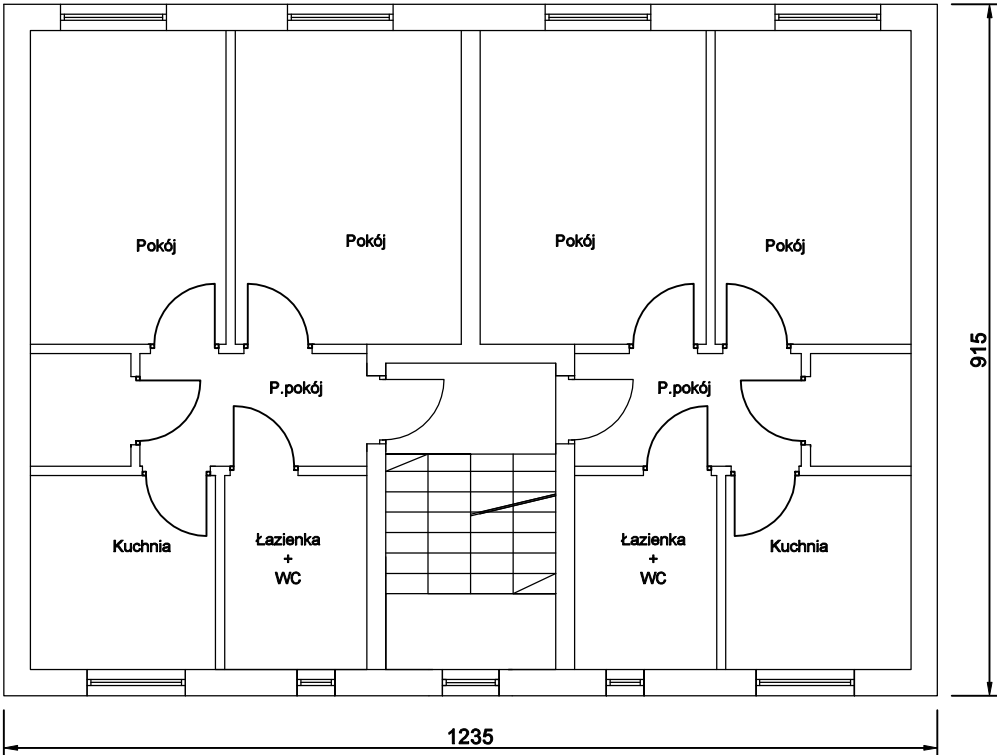 Pokój
Pokój
Pokój
Pokój
915
P.pokój
P.pokój
Kuchnia
Łazienka
+
WC
Łazienka
+
WC
Kuchnia
1235